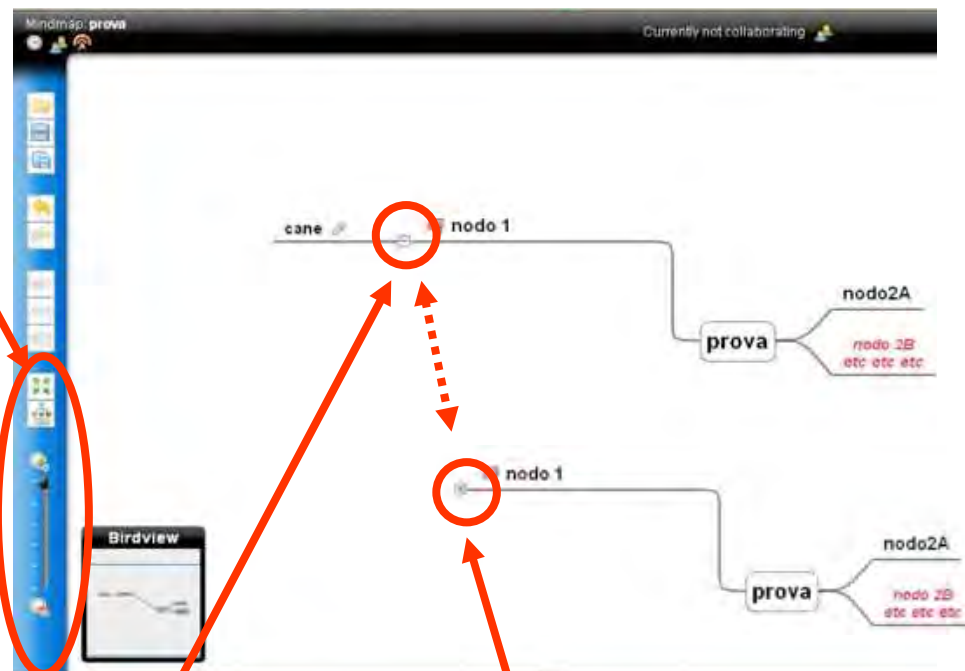 Mindmap: prova
Currently not collaborating
cane
nodo 1
nodo2A
prova
nodo 2B
etc etc etc
nodo 1
Birdview
nodo2A
prova
nodo 2B
etc etc etc